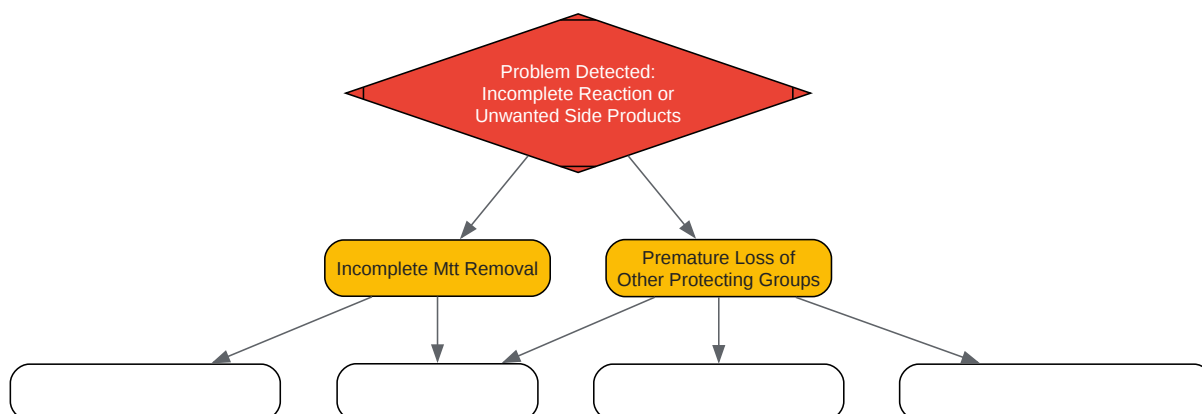 Problem Detected:
Incomplete Reaction or
Unwanted Side Products
Incomplete Mtt Removal
Premature Loss of
Other Protecting Groups